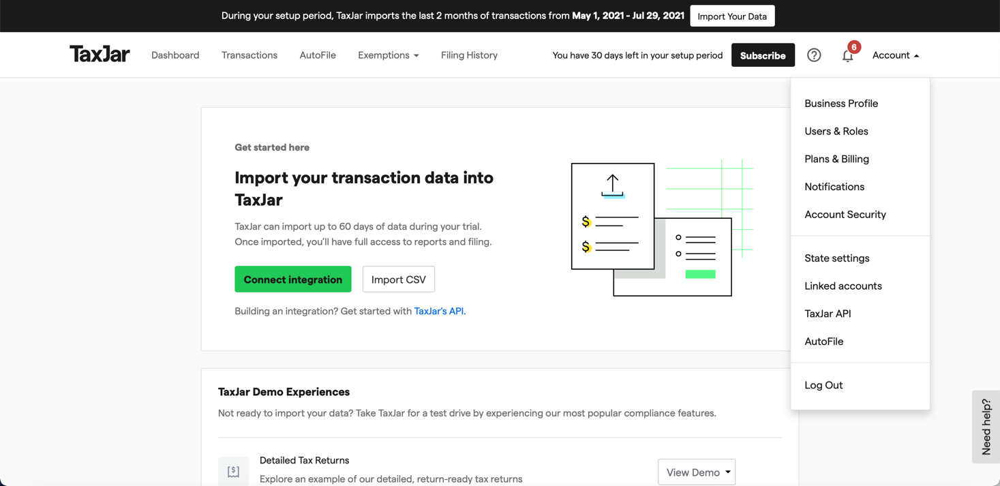 During your setup period, TaxJar imports the last 2 months of transactions from May 1, 2021 - Jul 29, 2021 Import Your Data
TaxJar Dashboard Transactions AutoFile Exemptions Filing History You have 30 days left in your setup period Subscribe ? 6 Account
Business Profile
Users & Roles
Plans & Billing
Notifications
Account Security
State settings
Linked accounts
TaxJar API
AutoFile
Log Out
Get started here
Import your transaction data into
TaxJar
TaxJar can import up to 60 days of data during your trial.
Once imported, you’ll have full access to reports and filing.
Connect integration Import CSV
Building an integration? Get started with TaxJar's API.
$
$
TaxJar Demo Experiences
Not ready to import your data? Take TaxJar for a test drive by experiencing our most popular compliance features.
$
Detailed Tax Returns
Explore an example of our detailed, return-ready tax returns
View Demo
Need help?